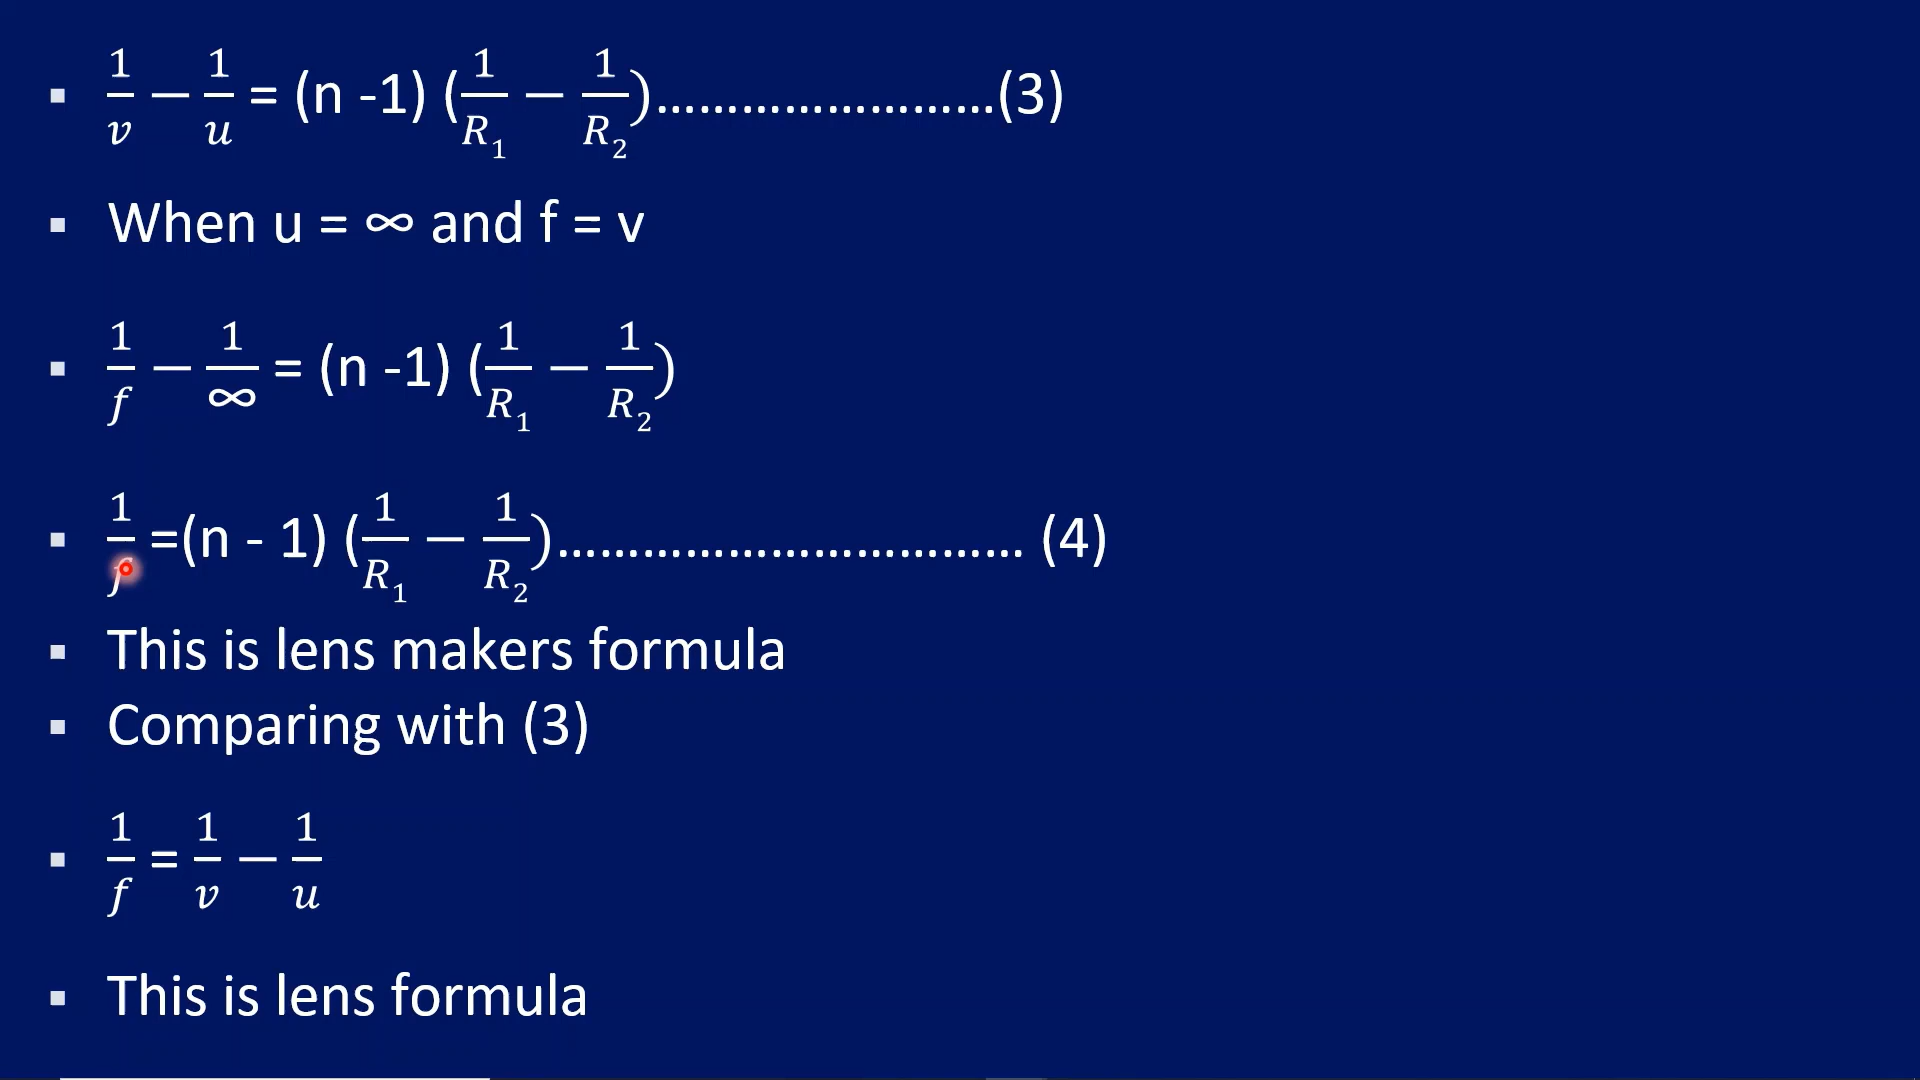 ▪ 1/v − 1/u = (n -1) (1/R₁ − 1/R₂)........................(3)
▪ When u = ∞ and f = v
▪ 1/f − 1/∞ = (n -1) (1/R₁ − 1/R₂)
▪ 1/f =(n - 1) (1/R₁ − 1/R₂)................................. (4)
▪ This is lens makers formula
▪ Comparing with (3)
▪ 1/f = 1/v − 1/u
▪ This is lens formula